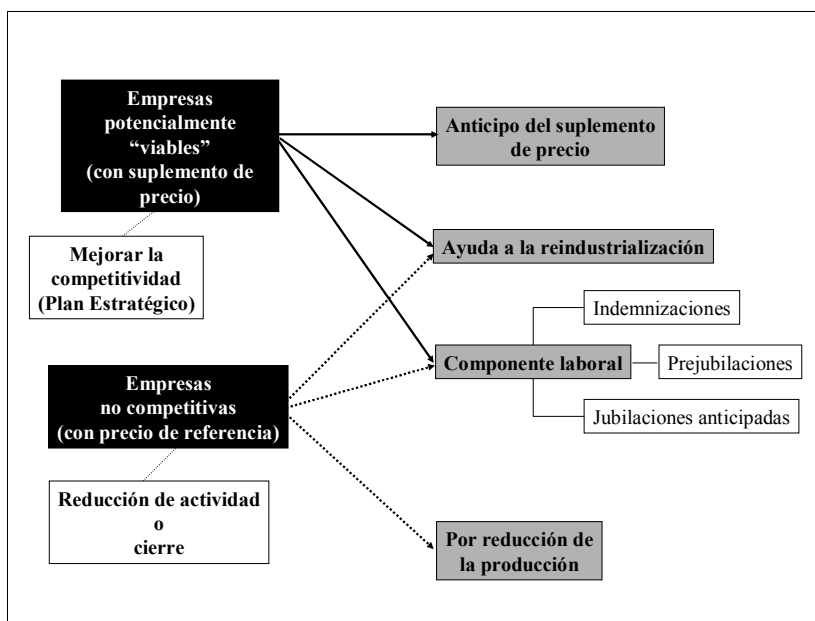 Empresas
potencialmente
“viables”
(con suplemento de
precio)
Anticipo del suplemento
de precio
Mejorar la
competitividad
(Plan Estratégico)
Ayuda a la reindustrialización
Indemnizaciones
Componente laboral
Prejubilaciones
Jubilaciones anticipadas
Empresas
no competitivas
(con precio de referencia)
Reducción de actividad
o
cierre
Por reducción de
la producción